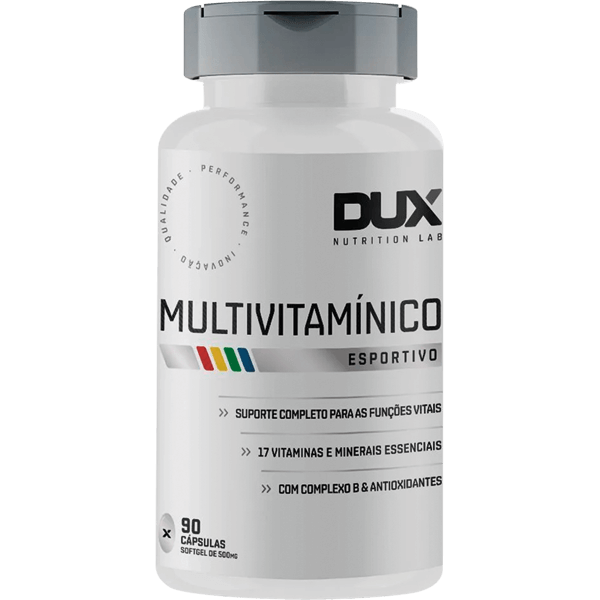 QUALIDADE · PERFORMANCE · INOVAÇÃO ·
DUX
NUTRITION LAB
MULTIVITAMÍNICO
ESPORTIVO
>> SUPORTE COMPLETO PARA AS FUNÇÕES VITAIS
>> 17 VITAMINAS E MINERAIS ESSENCIAIS
>> COM COMPLEXO B & ANTIOXIDANTES
X
90
CÁPSULAS
SOFTGEL DE 500MG